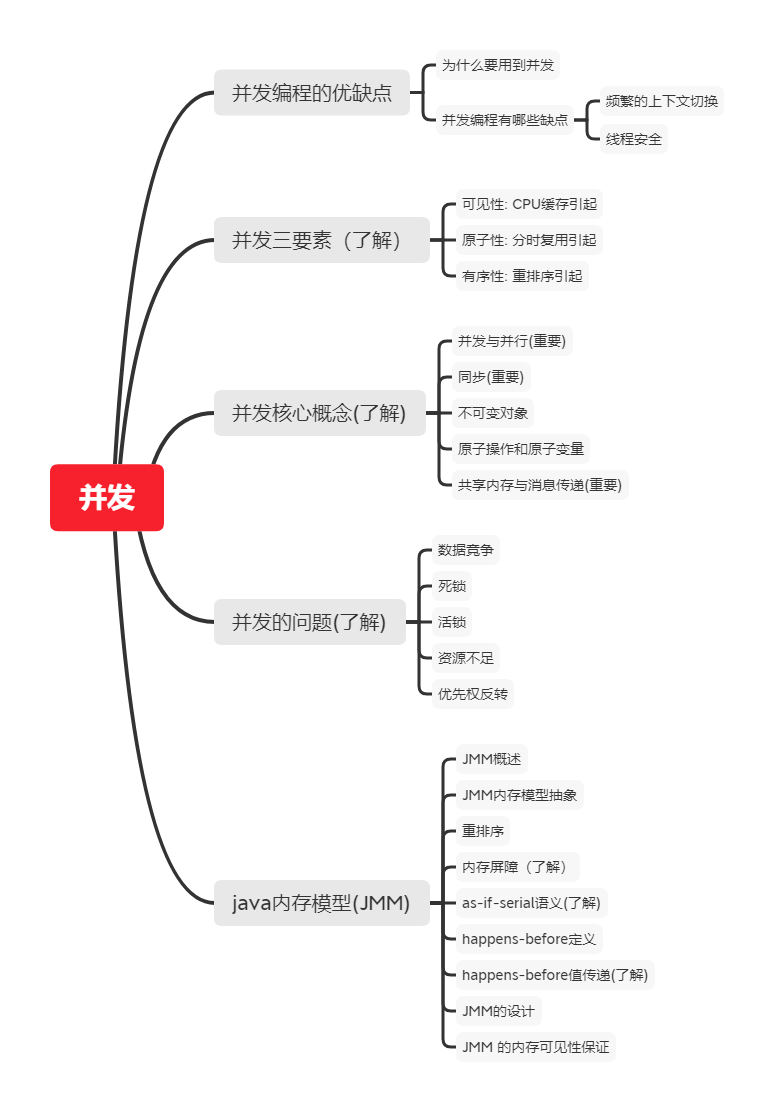 并发
并发编程的优缺点
为什么要用到并发
并发编程有哪些缺点
频繁的上下文切换
线程安全
并发三要素（了解）
可见性: CPU缓存引起
原子性: 分时复用引起
有序性: 重排序引起
并发核心概念(了解)
并发与并行(重要)
同步(重要)
不可变对象
原子操作和原子变量
共享内存与消息传递(重要)
并发的问题(了解)
数据竞争
死锁
活锁
资源不足
优先权反转
java内存模型(JMM)
JMM概述
JMM内存模型抽象
重排序
内存屏障（了解）
as-if-serial语义(了解)
happens-before定义
happens-before值传递(了解)
JMM的设计
JMM 的内存可见性保证